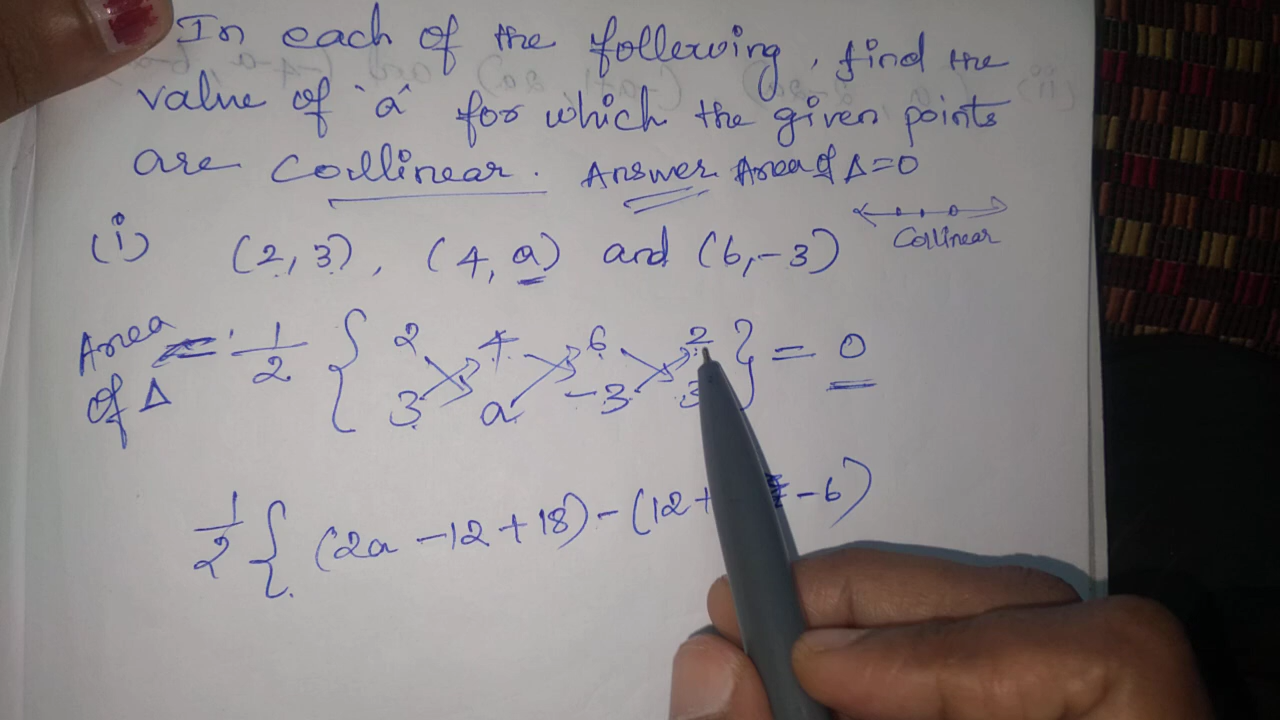 In each of the following, find the
value of 'a' for which the given points
are Collinear. Answer Area of Δ = 0
(i) (2, 3), (4, a) and (6, -3)
Collinear
Area of Δ = 1/2 { 2 4 6 2
3 a -3 3 } = 0
1/2 { (2a - 12 + 18) - (12 + - 6)